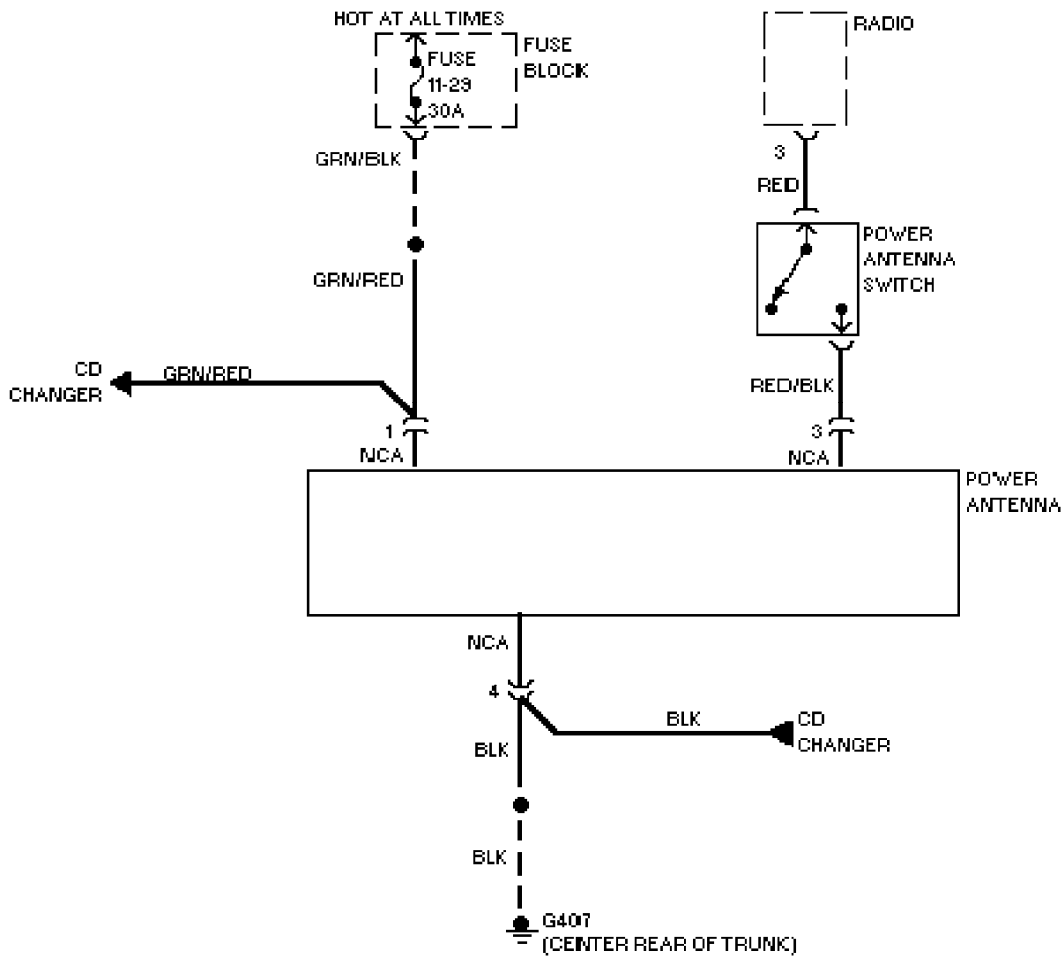 HOT AT ALL TIMES
FUSE
11-29
30A
FUSE
BLOCK
RADIO
GRN/BLK
3
RED
POWER
ANTENNA
SWITCH
GRN/RED
CD
CHANGER
GRN/RED
RED/BLK
1
NCA
3
NCA
POWER
ANTENNA
NCA
4
BLK
CD
CHANGER
BLK
BLK
G407
(CENTER REAR OF TRUNK)